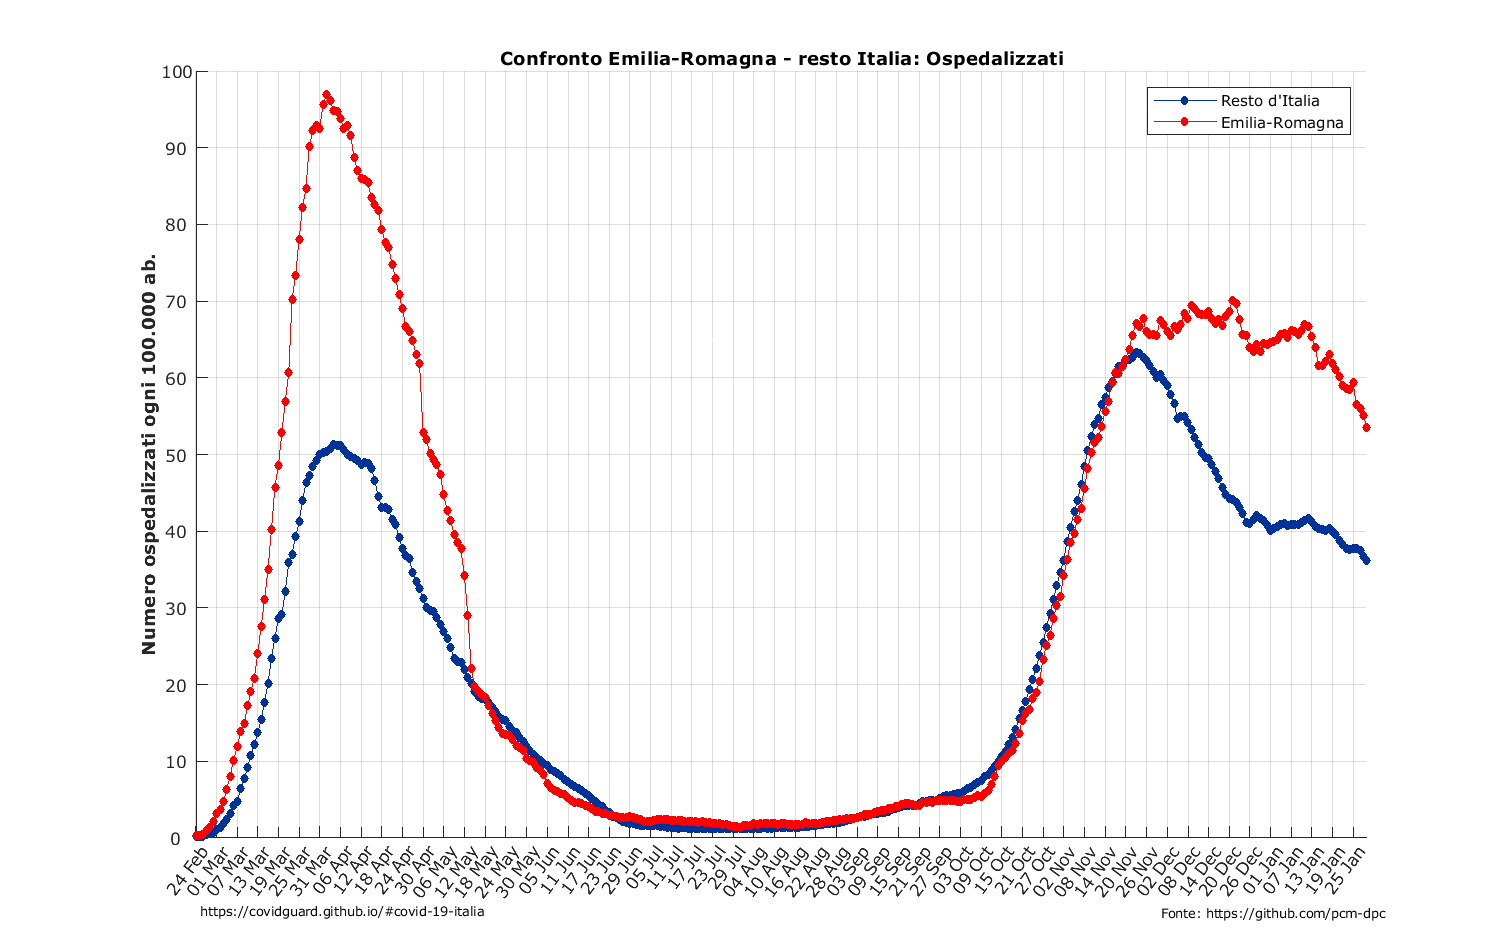 Confronto Emilia-Romagna - resto Italia: Ospedalizzati
Resto d'Italia
Emilia-Romagna
Numero ospedalizzati ogni 100.000 ab.
100
90
80
70
60
50
40
30
20
10
0
24 Feb
01 Mar
07 Mar
13 Mar
19 Mar
25 Mar
31 Mar
06 Apr
12 Apr
18 Apr
24 Apr
30 Apr
06 May
12 May
18 May
24 May
30 May
05 Jun
11 Jun
17 Jun
23 Jun
29 Jun
05 Jul
11 Jul
17 Jul
23 Jul
29 Jul
04 Aug
10 Aug
16 Aug
22 Aug
28 Aug
03 Sep
09 Sep
15 Sep
21 Sep
27 Sep
03 Oct
09 Oct
15 Oct
21 Oct
27 Oct
02 Nov
08 Nov
14 Nov
20 Nov
26 Nov
02 Dec
08 Dec
14 Dec
20 Dec
26 Dec
01 Jan
07 Jan
13 Jan
19 Jan
25 Jan
https://covidguard.github.io/#covid-19-italia
Fonte: https://github.com/pcm-dpc